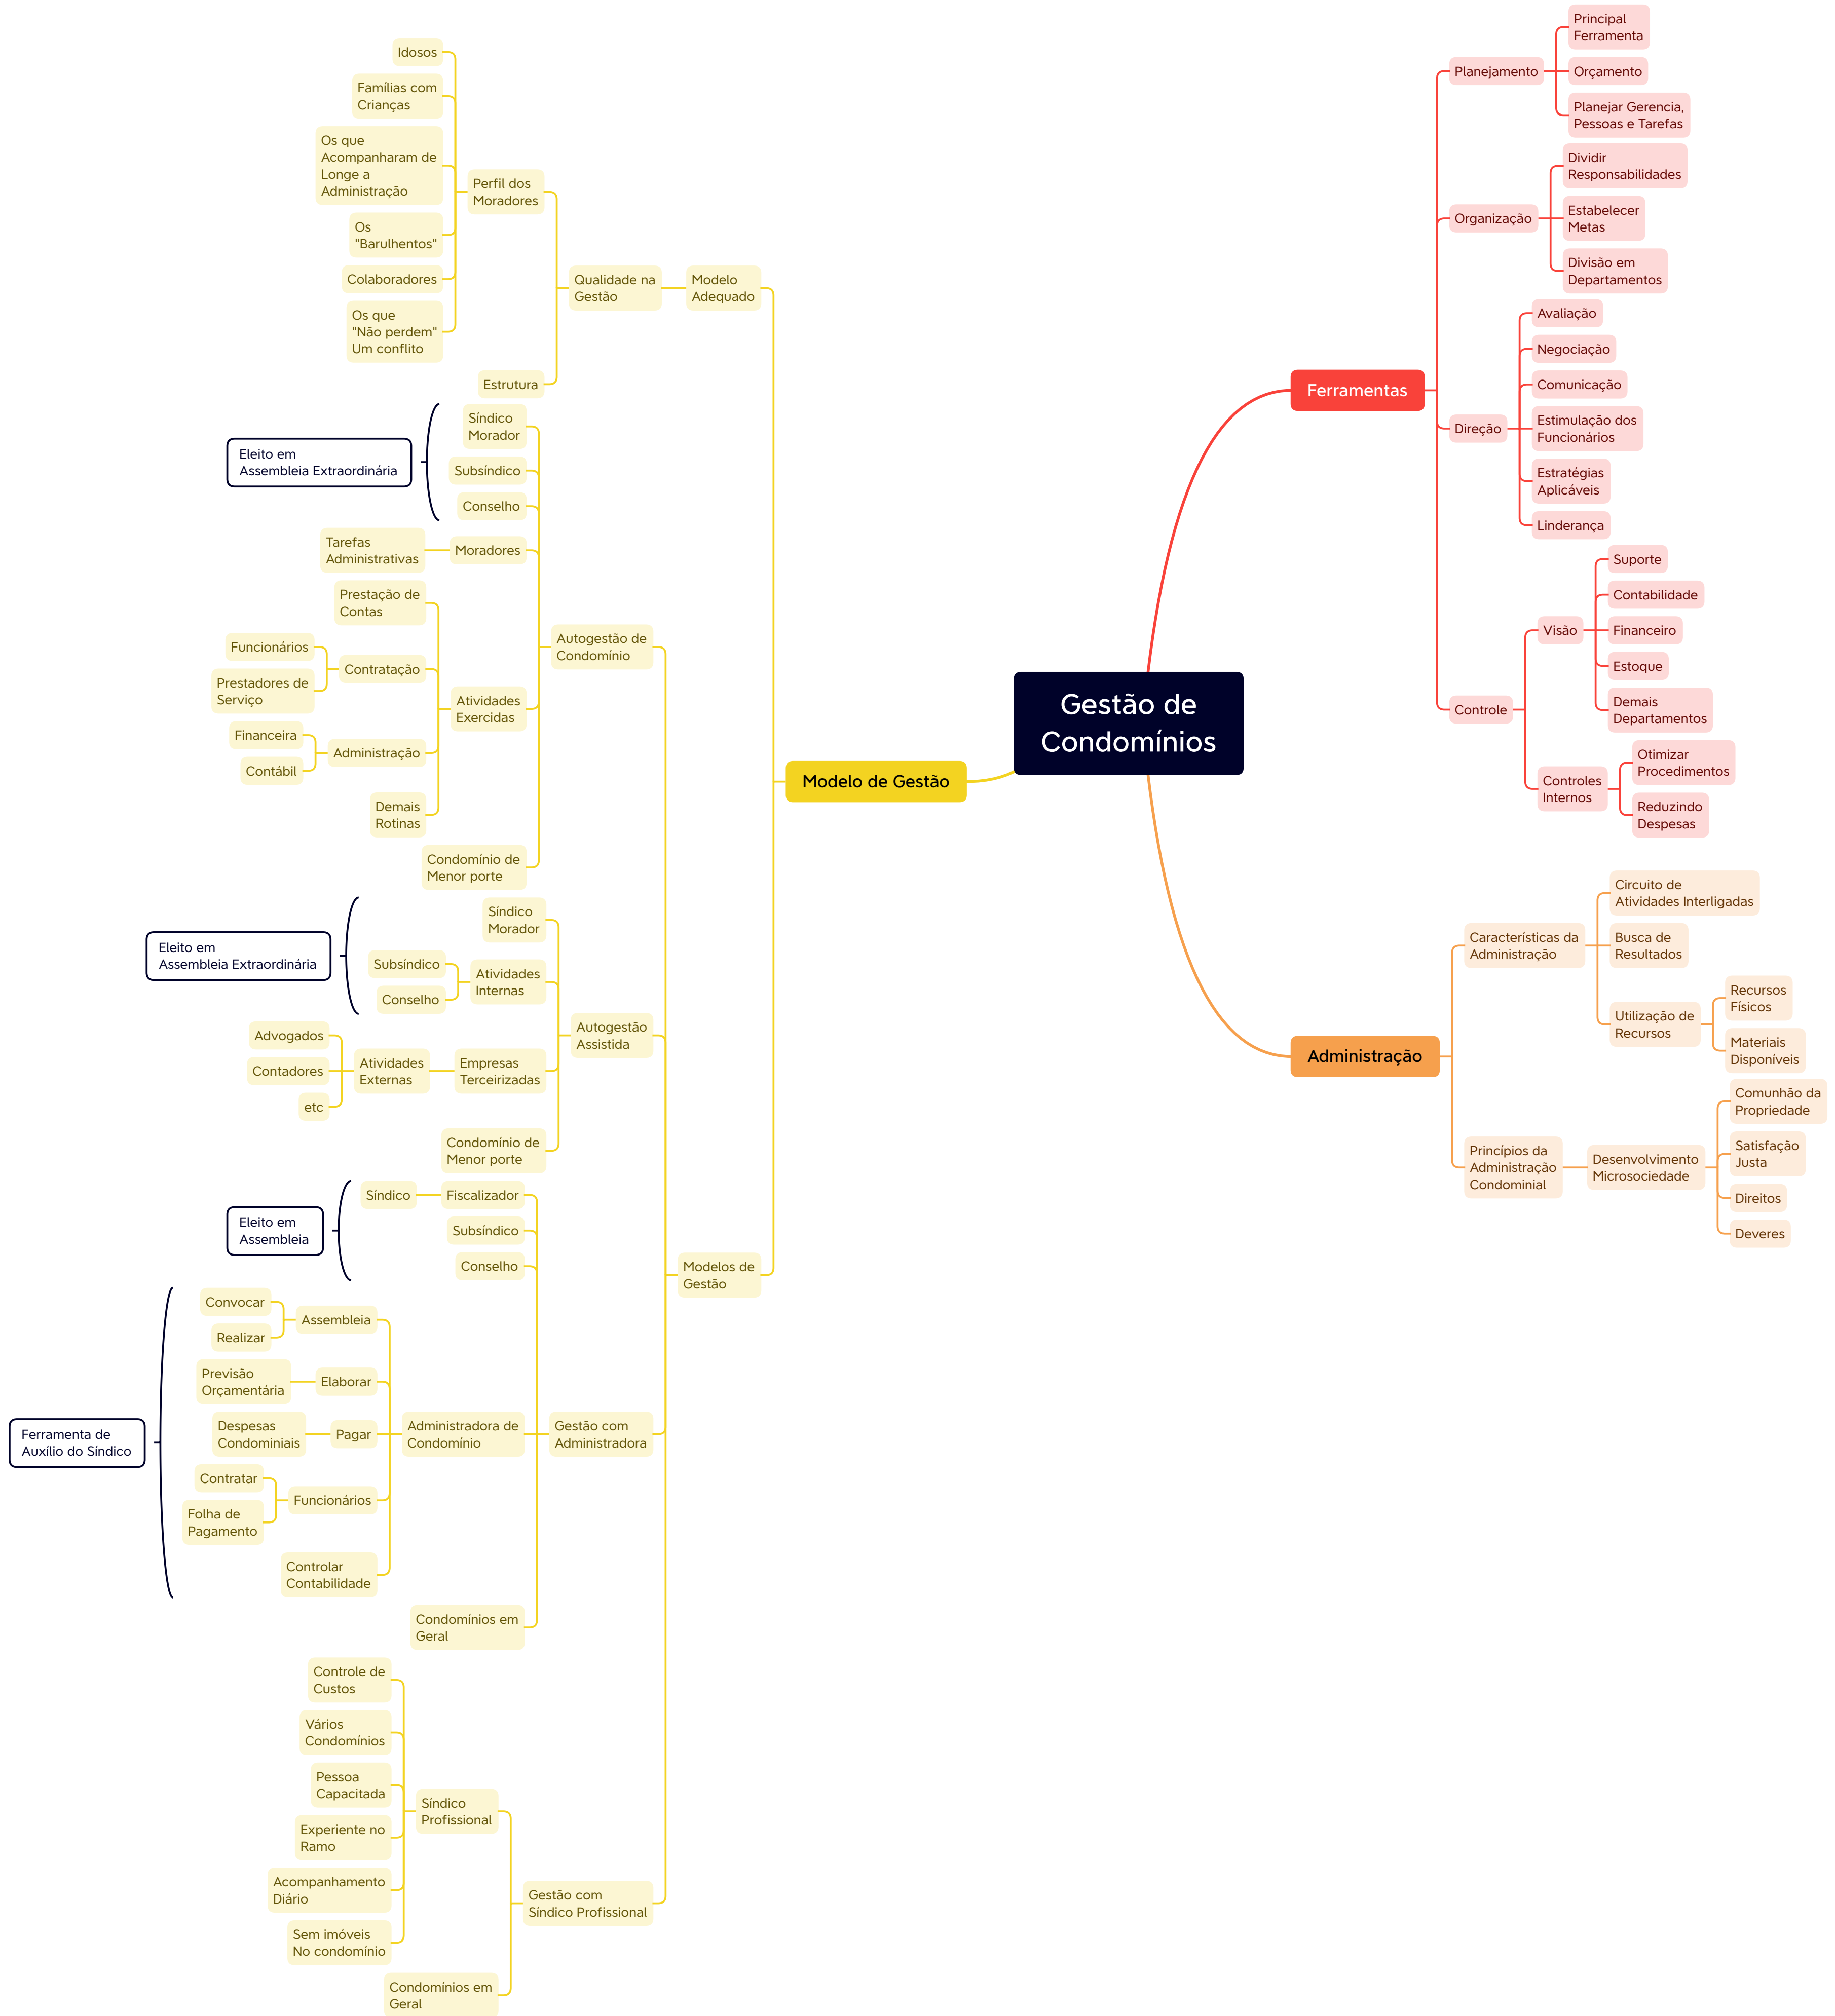 Gestão de
Condomínios
Ferramentas
Planejamento
Principal
Ferramenta
Orçamento
Planejar Gerencia,
Pessoas e Tarefas
Organização
Dividir
Responsabilidades
Estabelecer
Metas
Divisão em
Departamentos
Direção
Avaliação
Negociação
Comunicação
Estimulação dos
Funcionários
Estratégias
Aplicáveis
Linderança
Controle
Visão
Suporte
Contabilidade
Financeiro
Estoque
Demais
Departamentos
Controles
Internos
Otimizar
Procedimentos
Reduzindo
Despesas
Administração
Características da
Administração
Circuito de
Atividades Interligadas
Busca de
Resultados
Utilização de
Recursos
Recursos
Físicos
Materiais
Disponíveis
Princípios da
Administração
Condominial
Desenvolvimento
Microsociedade
Comunhão da
Propriedade
Satisfação
Justa
Direitos
Deveres
Modelo de Gestão
Modelo
Adequado
Qualidade na
Gestão
Perfil dos
Moradores
Idosos
Famílias com
Crianças
Os que
Acompanharam de
Longe a
Administração
Os
"Barulhentos"
Colaboradores
Os que
"Não perdem"
Um conflito
Estrutura
Modelos de
Gestão
Autogestão de
Condomínio
Síndico
Morador
Subsíndico
Conselho
Eleito em
Assembleia Extraordinária
Moradores
Tarefas
Administrativas
Atividades
Exercidas
Prestação de
Contas
Contratação
Funcionários
Prestadores de
Serviço
Administração
Financeira
Contábil
Demais
Rotinas
Condomínio de
Menor porte
Autogestão
Assistida
Síndico
Morador
Atividades
Internas
Subsíndico
Conselho
Eleito em
Assembleia Extraordinária
Empresas
Terceirizadas
Atividades
Externas
Advogados
Contadores
etc
Condomínio de
Menor porte
Gestão com
Administradora
Fiscalizador
Síndico
Subsíndico
Conselho
Eleito em
Assembleia
Administradora de
Condomínio
Assembleia
Convocar
Realizar
Elaborar
Previsão
Orçamentária
Pagar
Despesas
Condominiais
Funcionários
Contratar
Folha de
Pagamento
Controlar
Contabilidade
Ferramenta de
Auxílio do Síndico
Condomínios em
Geral
Gestão com
Síndico Profissional
Síndico
Profissional
Controle de
Custos
Vários
Condomínios
Pessoa
Capacitada
Experiente no
Ramo
Acompanhamento
Diário
Sem imóveis
No condomínio
Condomínios em
Geral